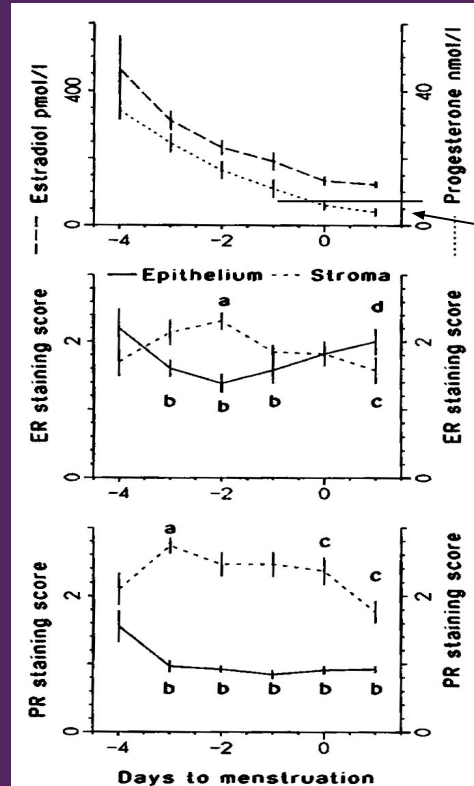 --- Estradiol pmol/l
400
0
40
0
Progesterone nmol/l
-4 -2 0
Epithelium Stroma
ER staining score
2
0
a d
b b b c
2
0
ER staining score
-4 -2 0
PR staining score
2
0
a c c
b b b b b
2
0
PR staining score
-4 -2 0
Days to menstruation